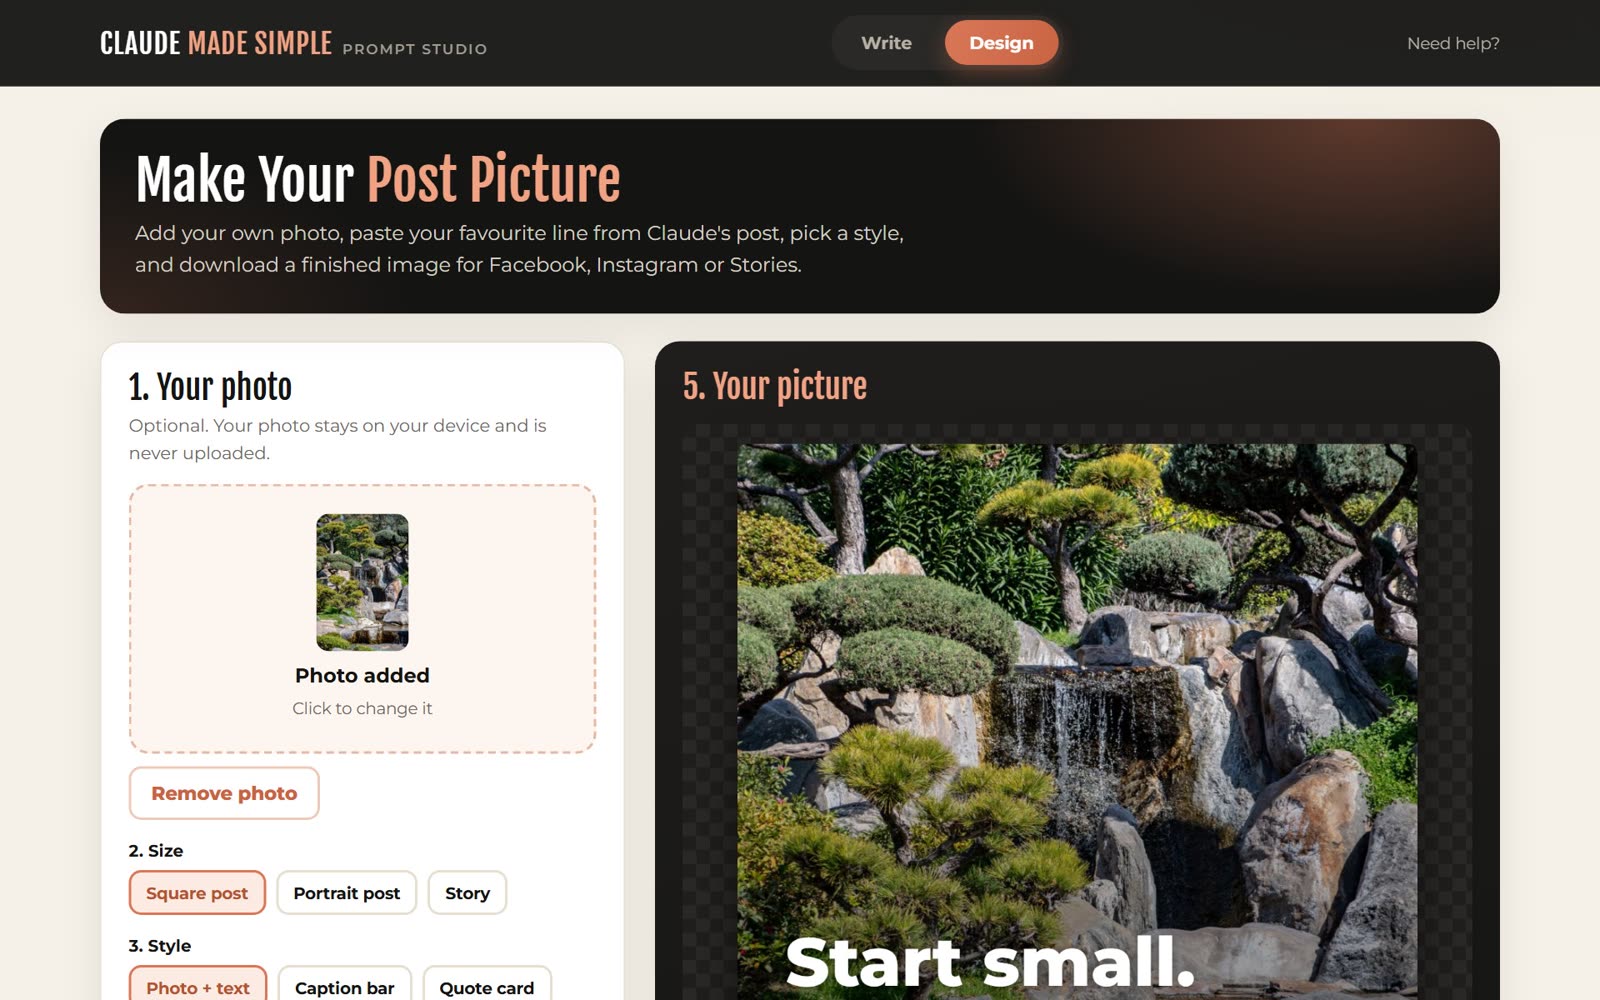 CLAUDE MADE SIMPLE PROMPT STUDIO
Write
Design
Need help?
Make Your Post Picture
Add your own photo, paste your favourite line from Claude's post, pick a style,
and download a finished image for Facebook, Instagram or Stories.
1. Your photo
Optional. Your photo stays on your device and is
never uploaded.
Photo added
Click to change it
Remove photo
2. Size
Square post
Portrait post
Story
3. Style
Photo + text
Caption bar
Quote card
5. Your picture
Start small.